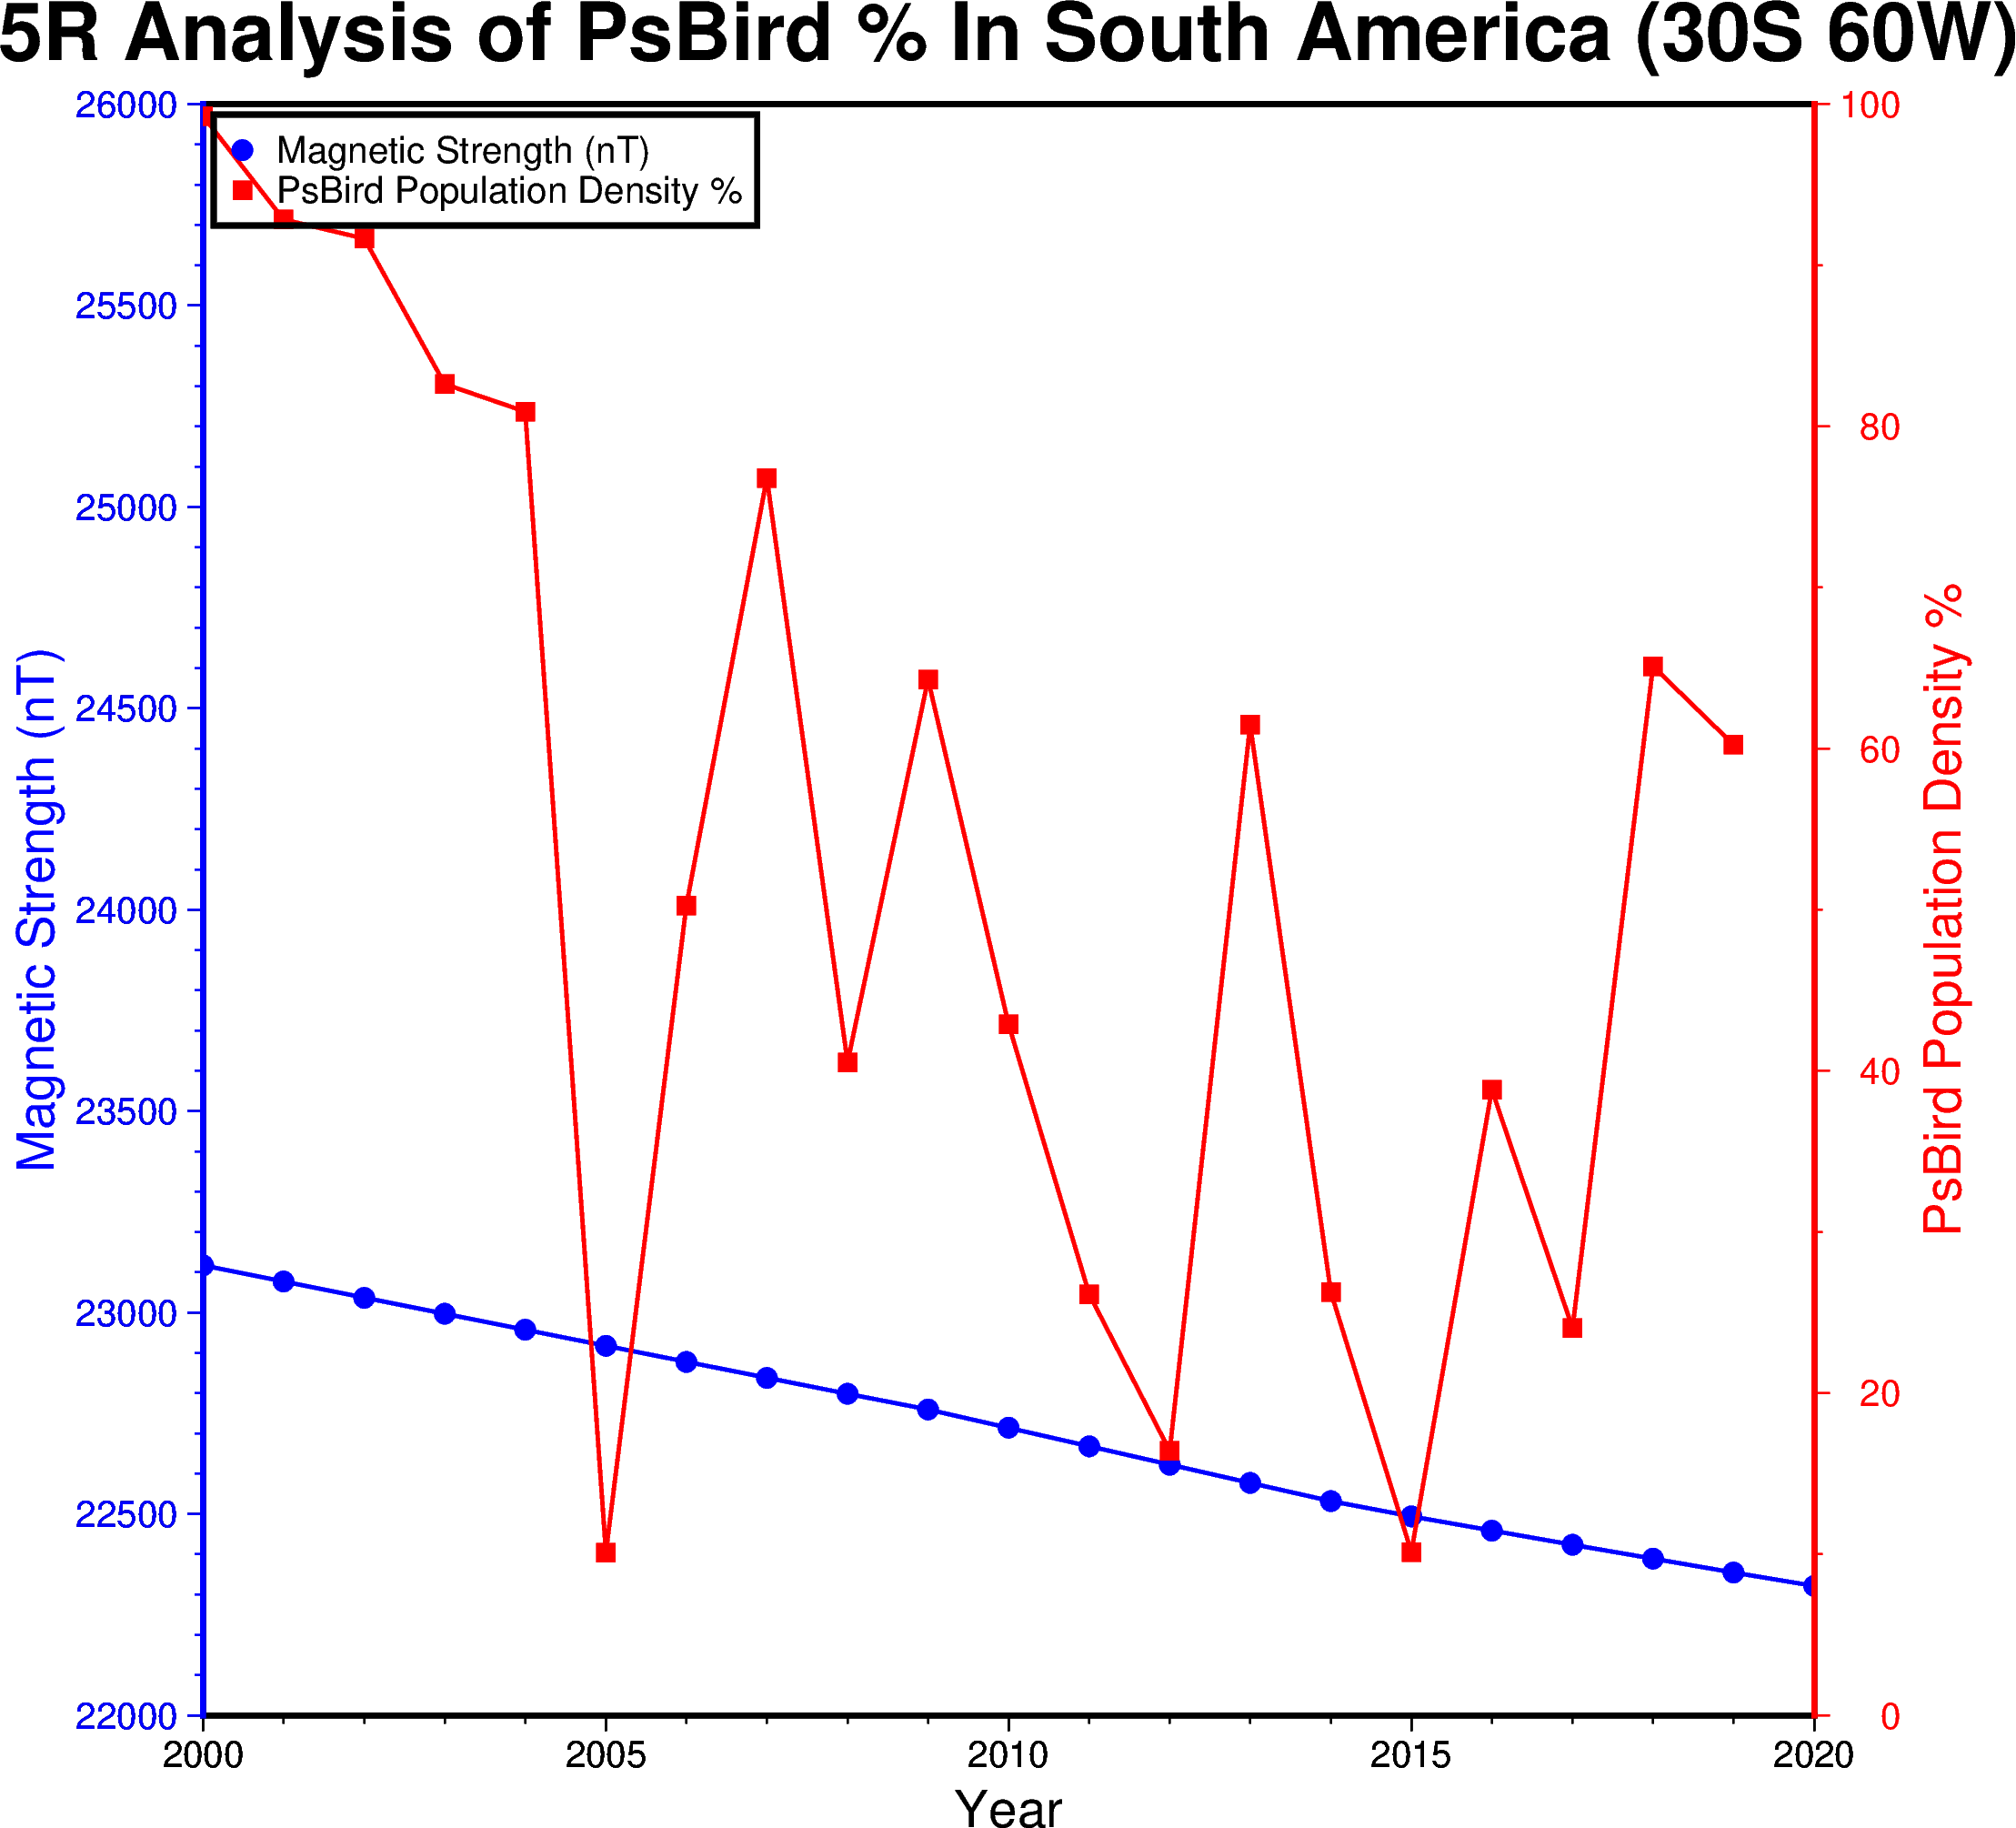 5R Analysis of PsBird % In South America (30S 60W)
Magnetic Strength (nT)
PsBird Population Density %
26000
25500
25000
24500
24000
23500
23000
22500
22000
Magnetic Strength (nT)
100
80
60
40
20
0
PsBird Population Density %
2000 2005 2010 2015 2020
Year